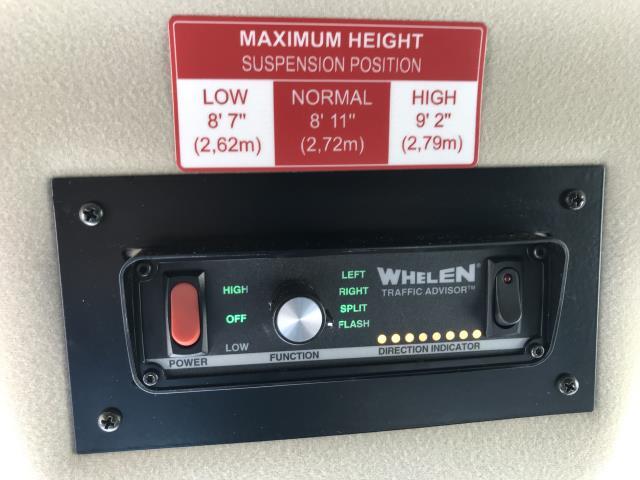 MAXIMUM HEIGHT
SUSPENSION POSITION
LOW NORMAL HIGH
8' 7" 8' 11" 9' 2"
(2,62m) (2,72m) (2,79m)
HIGH
OFF
LOW
POWER
FUNCTION
LEFT
RIGHT
SPLIT
FLASH
WHELEN®
TRAFFIC ADVISOR™
DIRECTION INDICATOR